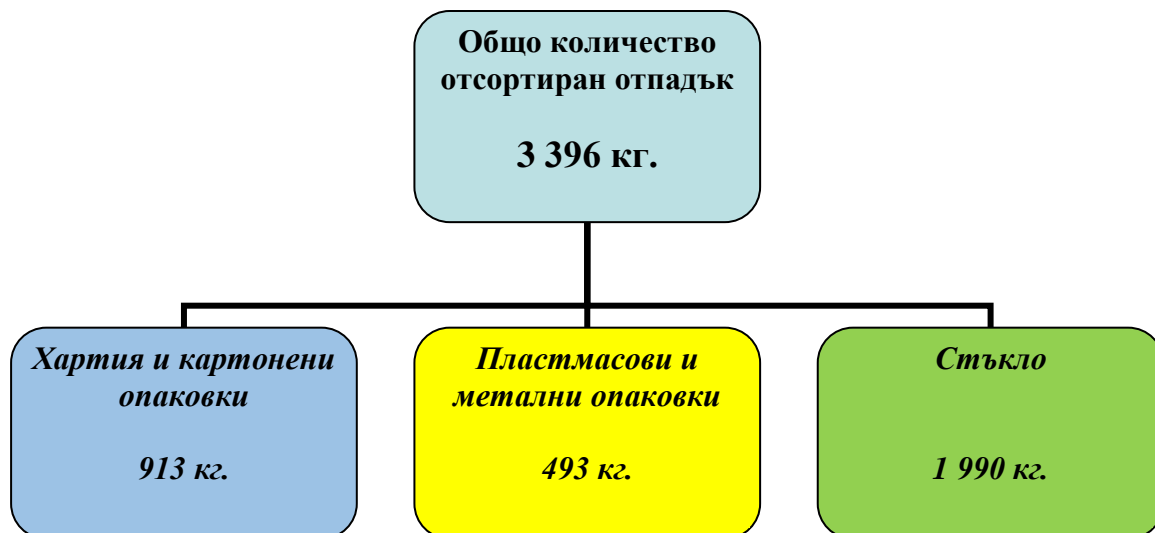 Общо количество
отсортиран отпадък
3 396 кг.
Хартия и картонени
опаковки
913 кг.
Пластмасови и
метални опаковки
493 кг.
Стъкло
1 990 кг.